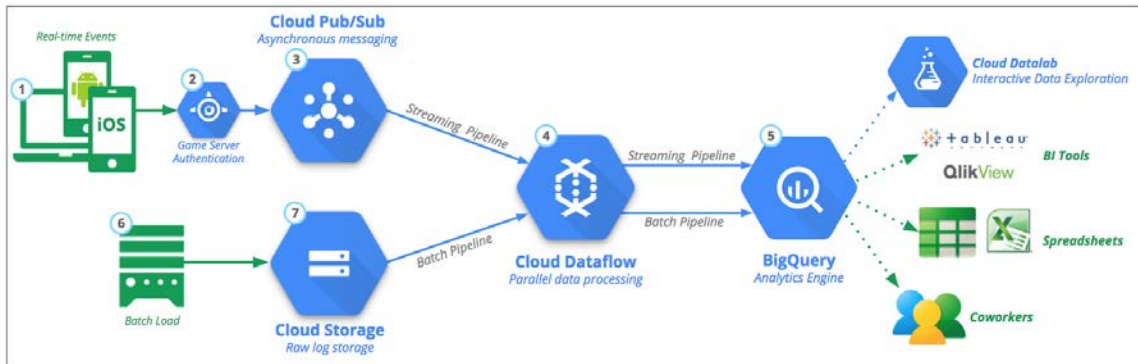 Real-time Events
1
iOS
2
Game Server
Authentication
Cloud Pub/Sub
Asynchronous messaging
3
Streaming Pipeline
6
Batch Load
7
Cloud Storage
Raw log storage
Batch Pipeline
4
Cloud Dataflow
Parallel data processing
Streaming Pipeline
Batch Pipeline
5
BigQuery
Analytics Engine
Cloud Datalab
Interactive Data Exploration
+ a b l e a u
QlikView
BI Tools
X
Spreadsheets
Coworkers